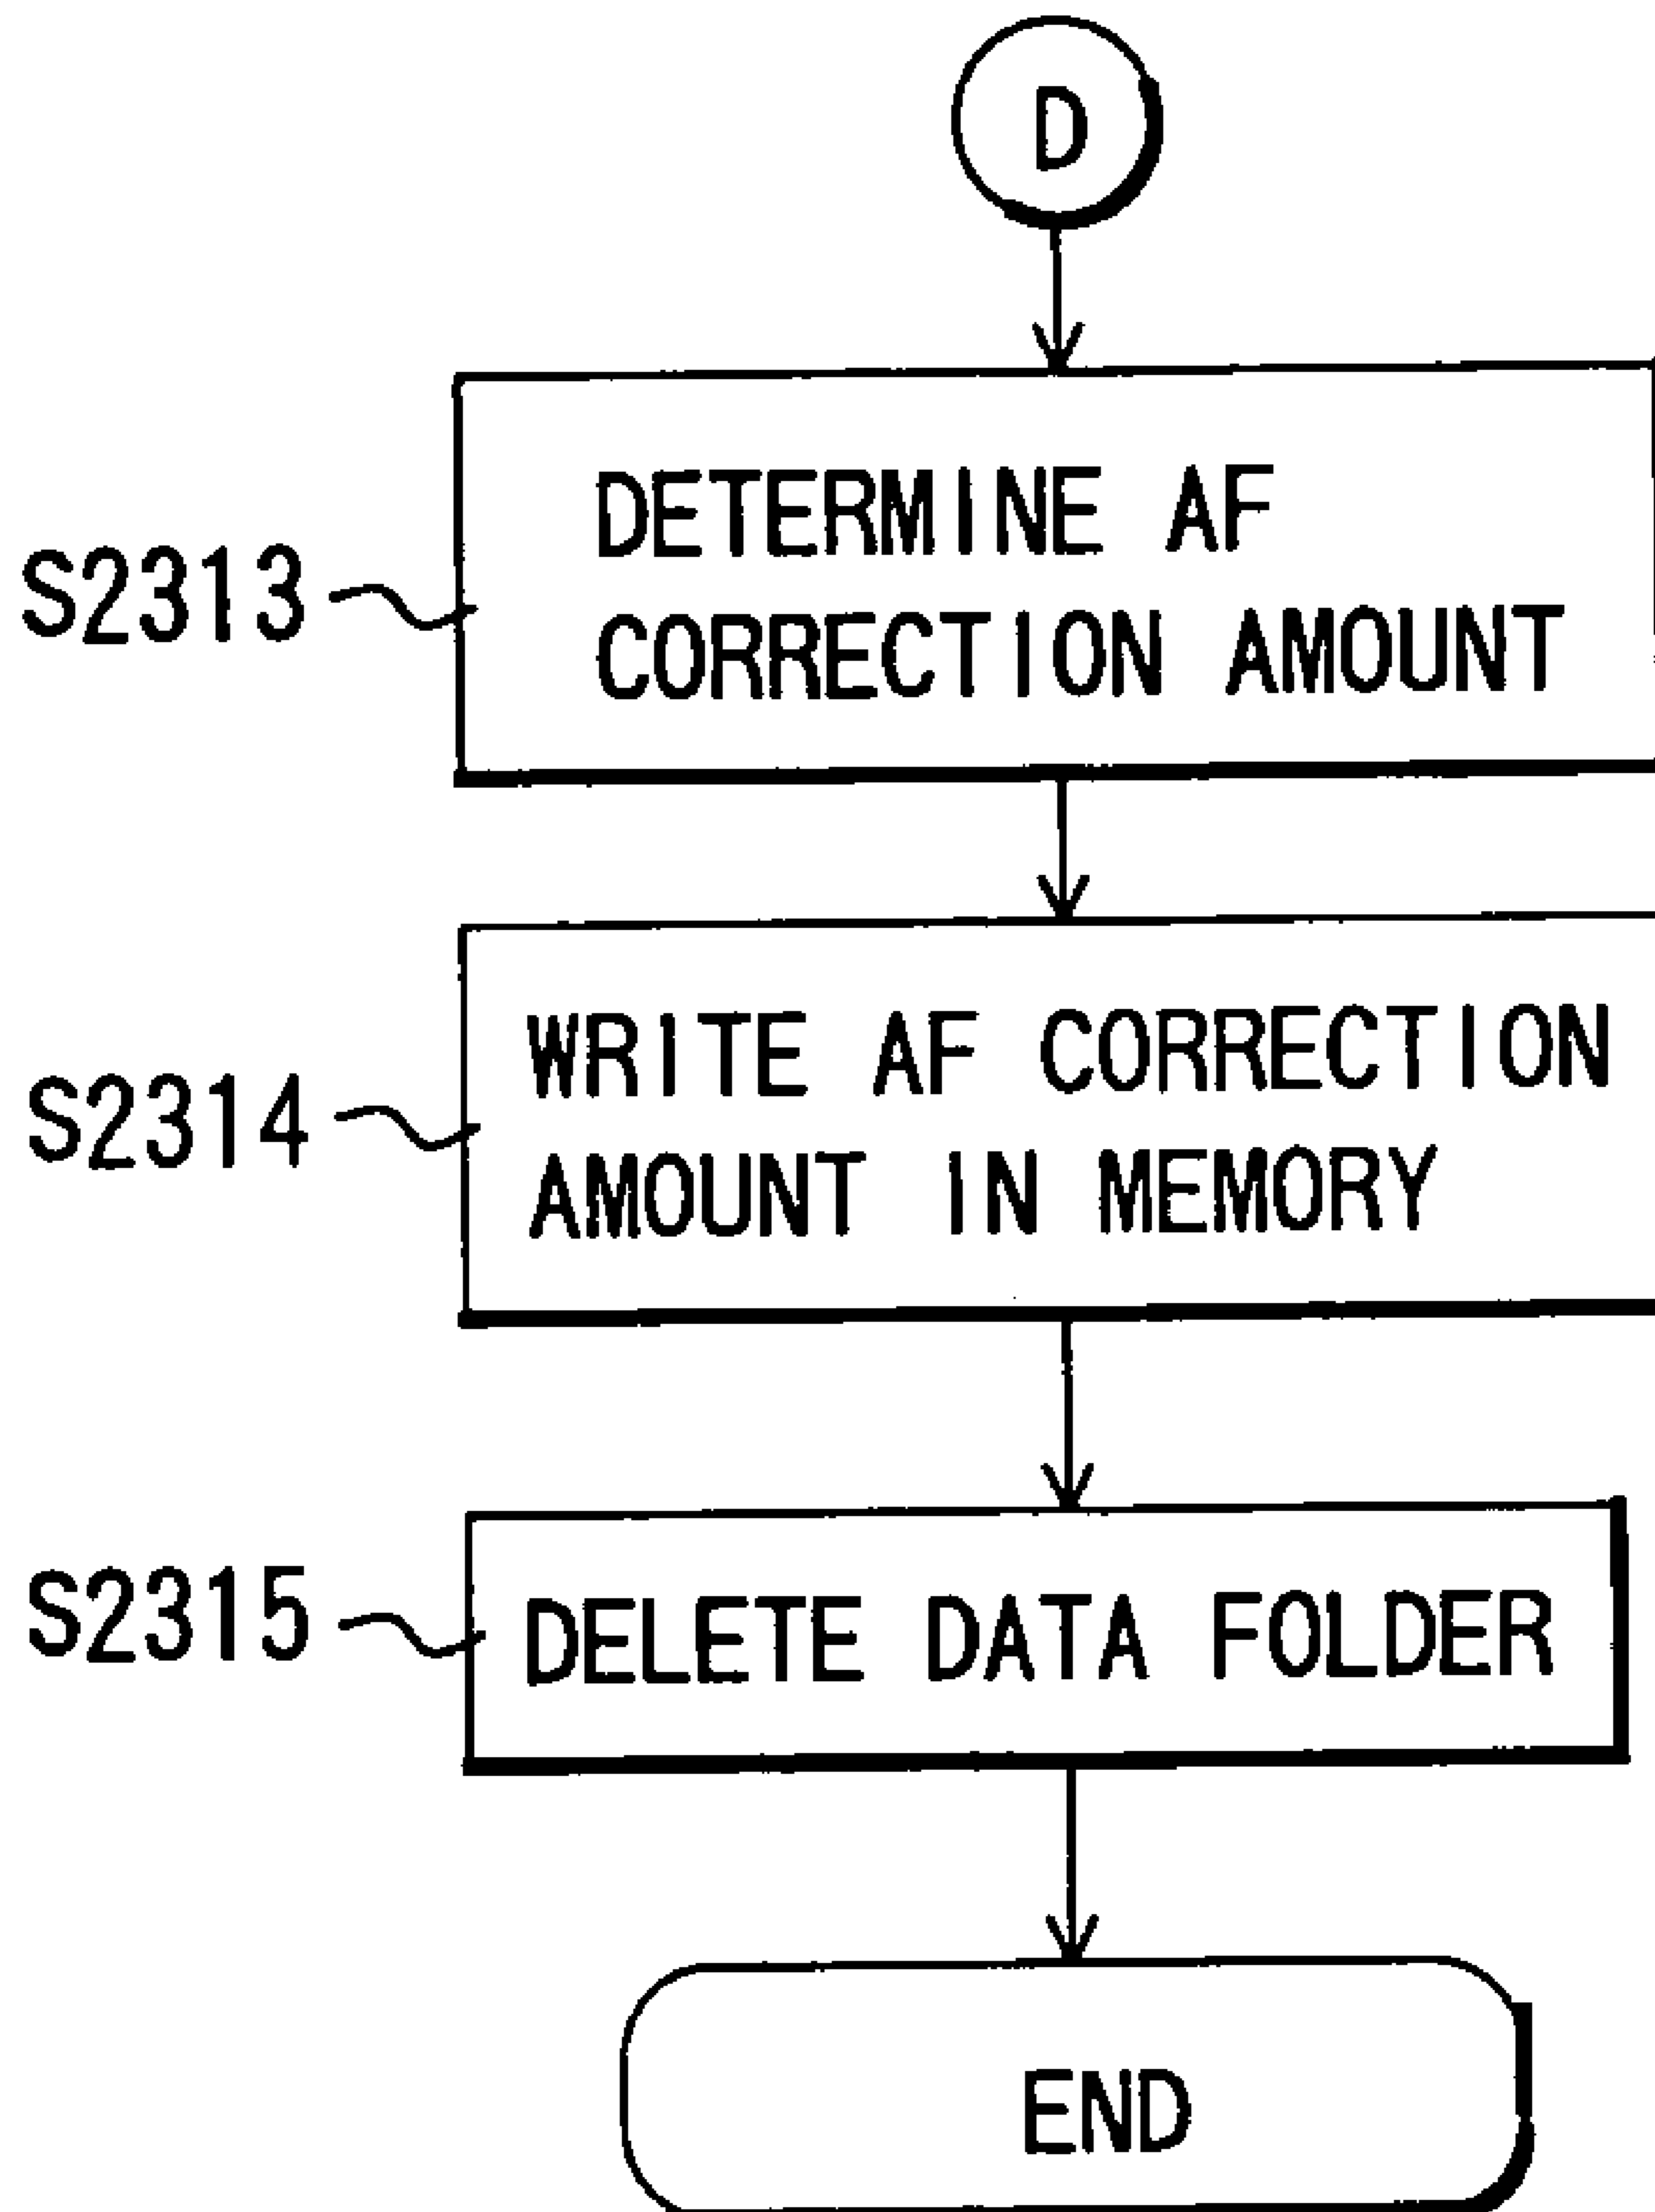 D
S2313
DETERMINE AF
CORRECTION AMOUNT
S2314
WRITE AF CORRECTION
AMOUNT IN MEMORY
S2315
DELETE DATA FOLDER
END